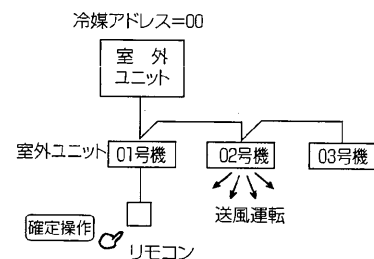 冷媒アドレス=00
室 外
ユニット
室外ユニット 01号機 02号機 03号機
送風運転
確定操作
リモコン